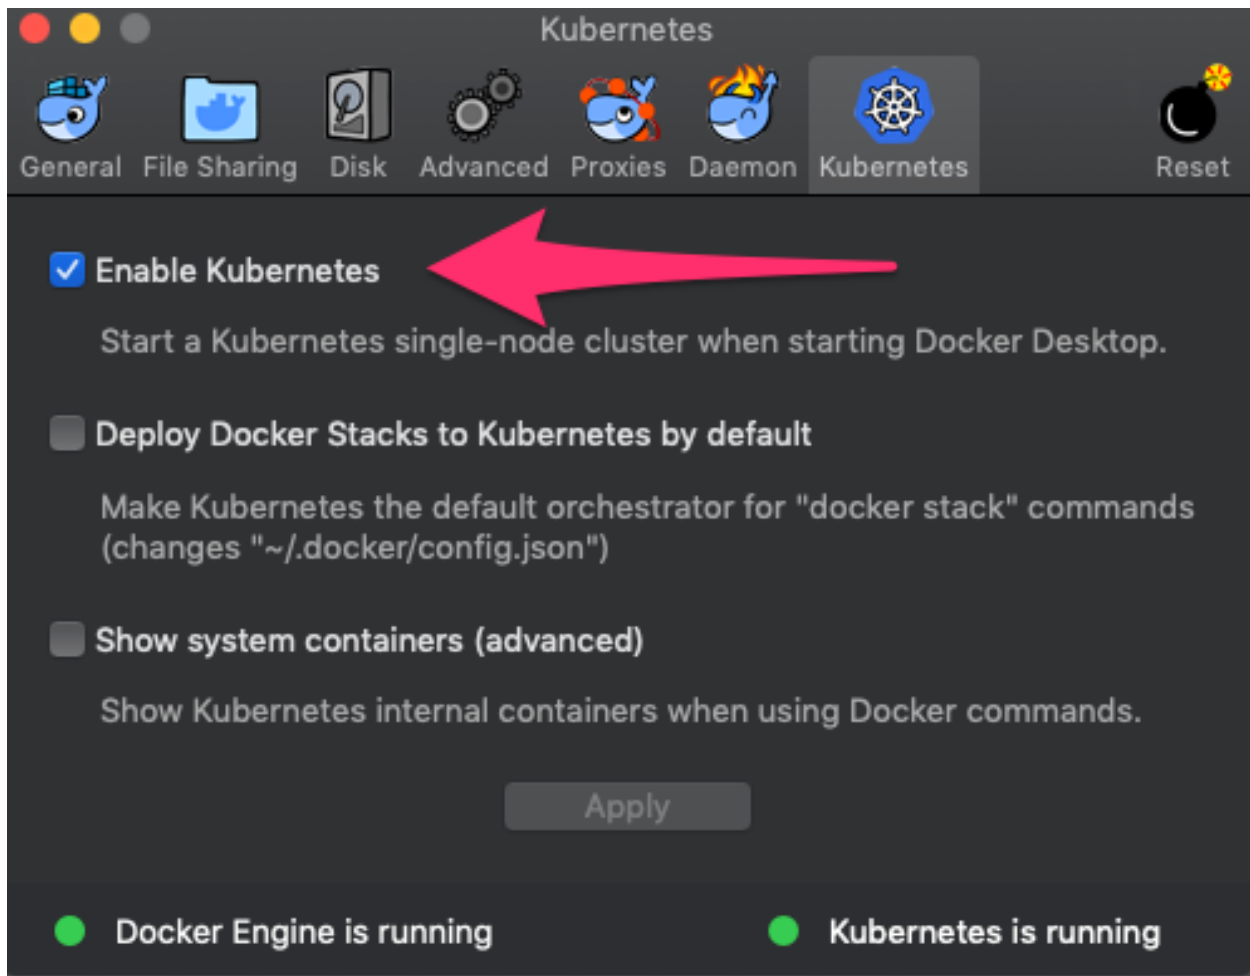 Kubernetes
General File Sharing Disk Advanced Proxies Daemon Kubernetes Reset
Enable Kubernetes
Start a Kubernetes single-node cluster when starting Docker Desktop.
Deploy Docker Stacks to Kubernetes by default
Make Kubernetes the default orchestrator for "docker stack" commands
(changes "~/.docker/config.json")
Show system containers (advanced)
Show Kubernetes internal containers when using Docker commands.
Apply
Docker Engine is running Kubernetes is running